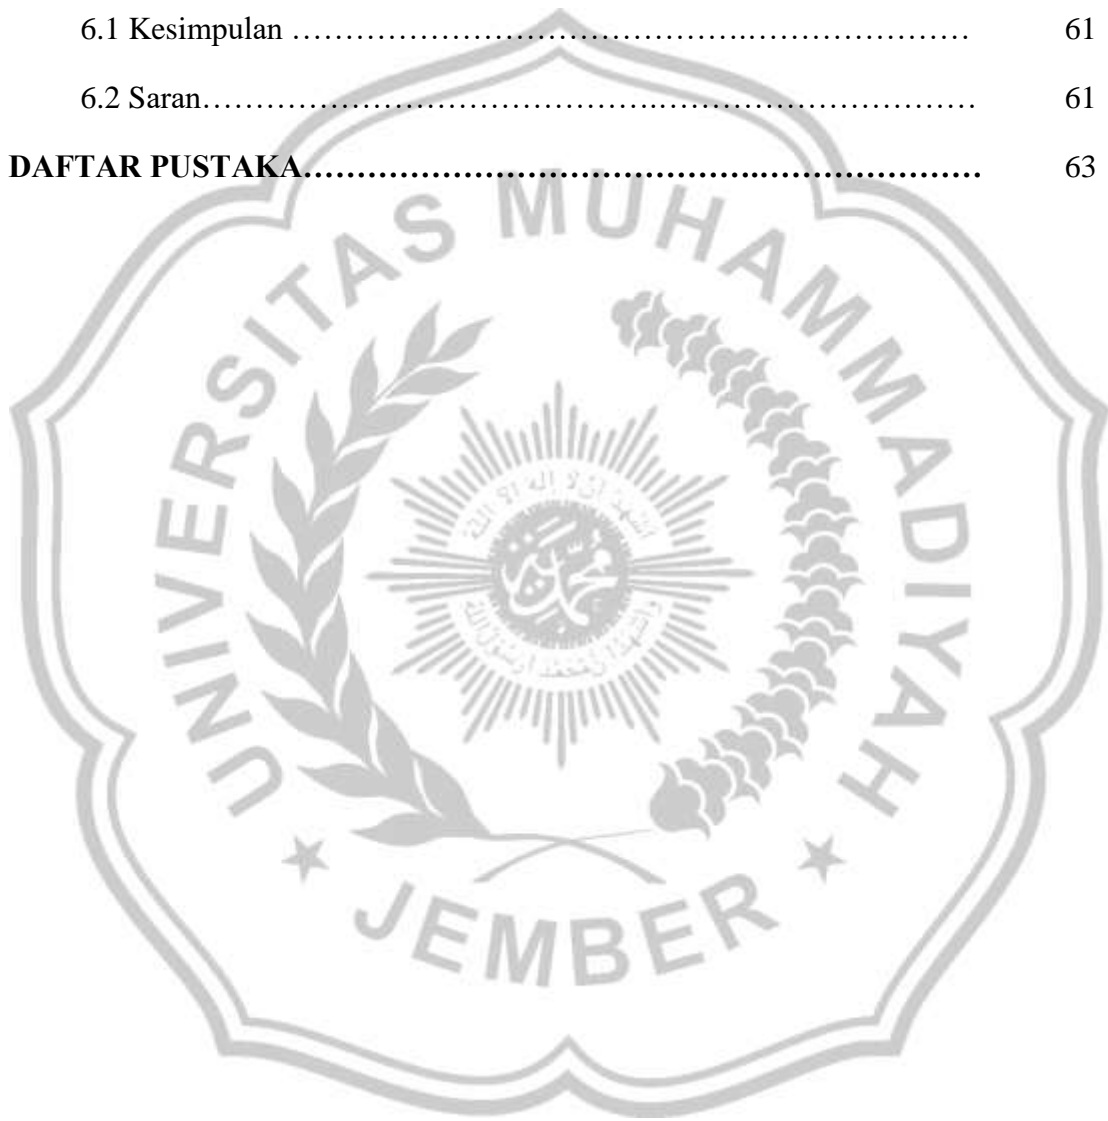 6.1 Kesimpulan ……………………………..…………..………………… 61
6.2 Saran…………………………………….………………………… 61
DAFTAR PUSTAKA…………………………………….………………… 63
UNIVERSITAS MUHAMMADIYAH
JEMBER